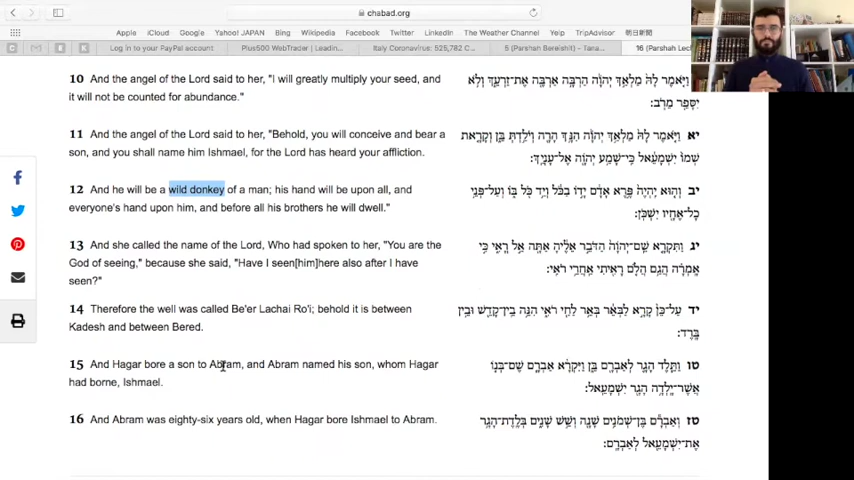 chabad.org
Apple iCloud Yahoo! JAPAN Bing Wikipedia Facebook Twitter LinkedIn The Weather Channel Yelp TripAdvisor 朝日新聞
Log in to your PayPal account Plus500 WebTrader | Leadin... Italy Coronavirus: 525,782 C... 5 (Parshah Bereishit) - Tana... 16 (Parshah Lech
10 And the angel of the Lord said to her, "I will greatly multiply your seed, and
it will not be counted for abundance."
11 And the angel of the Lord said to her, "Behold, you will conceive and bear a
son, and you shall name him Ishmael, for the Lord has heard your affliction.
12 And he will be a wild donkey of a man; his hand will be upon all, and
everyone's hand upon him, and before all his brothers he will dwell."
13 And she called the name of the Lord, Who had spoken to her, "You are the
God of seeing," because she said, "Have I seen[him]here also after I have
seen?"
14 Therefore the well was called Be'er Lachai Ro'i; behold it is between
Kadesh and between Bered.
15 And Hagar bore a son to Abram, and Abram named his son, whom Hagar
had borne, Ishmael.
16 And Abram was eighty-six years old, when Hagar bore Ishmael to Abram.
וַיֹּאמֶר לָהּ מַלְאַךְ יְהֹוָה הַרְבָּה אַרְבֶּה אֶת־זַרְעֵךְ וְלֹא
יִסָּפֵר מֵרֹב:
יא וַיֹּאמֶר לָהּ מַלְאַךְ יְהֹוָה הִנָּךְ הָרָה וְיֹלַדְתְּ בֵּן וְקָרָאת
שְׁמוֹ יִשְׁמָעֵאל כִּי־שָׁמַע יְהֹוָה אֶל־עָנְיֵךְ:
יב וְהוּא יִהְיֶה פֶּרֶא אָדָם יָדוֹ בַכֹּל וְיַד כֹּל בּוֹ וְעַל־פְּנֵי
כָל־אֶחָיו יִשְׁכֹּן:
יג וַתִּקְרָא שֵׁם־יְהֹוָה הַדֹּבֵר אֵלֶיהָ אַתָּה אֵל רֳאִי כִּי
אָמְרָה הֲגַם הֲלֹם רָאִיתִי אַחֲרֵי רֹאִי:
יד עַל־כֵּן קָרָא לַבְּאֵר בְּאֵר לַחַי רֹאִי הִנֵּה בֵין־קָדֵשׁ וּבֵין
בָּרֶד:
טו וַתֵּלֶד הָגָר לְאַבְרָם בֵּן וַיִּקְרָא אַבְרָם שֶׁם־בְּנוֹ
אֲשֶׁר־יָלְדָה הָגָר יִשְׁמָעֵאל:
טז וְאַבְרָם בֶּן־שְׁמֹנִים שָׁנָה וְשֵׁשׁ שָׁנִים בְּלֶדֶת־הָגָר
אֶת־יִשְׁמָעֵאל לְאַבְרָם: